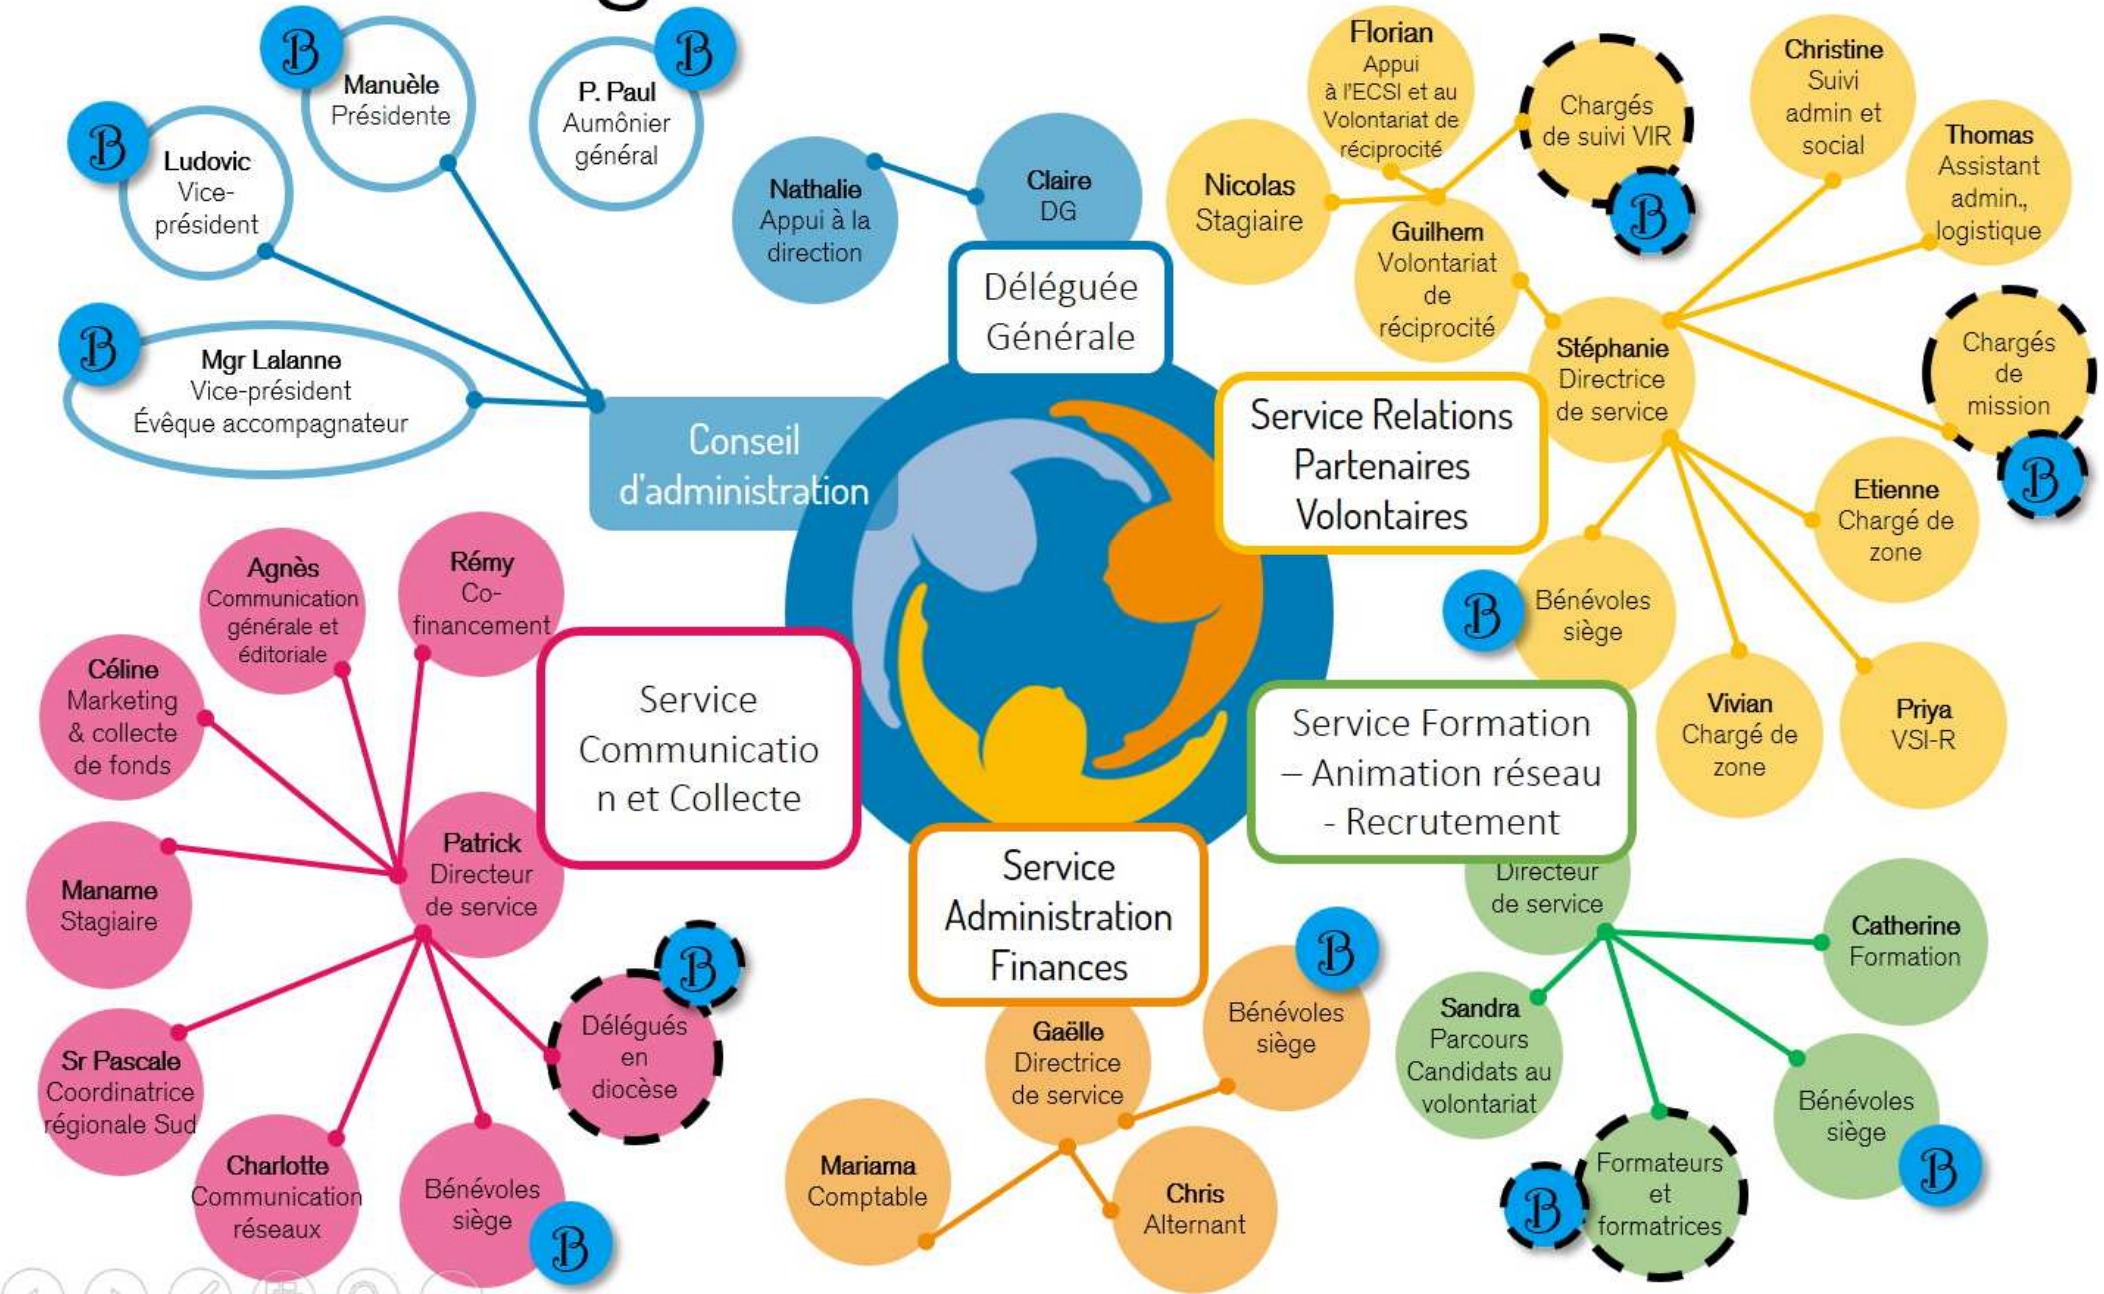 B
Manuèle
Présidente
B
P. Paul
Aumônier
général
B
Ludovic
Vice-
président
B
Mgr Lalanne
Vice-président
Évêque accompagnateur
Conseil
d'administration
Nathalie
Appui à la
direction
Claire
DG
Déléguée
Générale
Florian
Appui
à l'ECSI et au
Volontariat de
réciprocité
Nicolas
Stagiaire
Guilhem
Volontariat
de
réciprocité
Chargés
de suivi VIR
B
Christine
Suivi
admin et
social
Thomas
Assistant
admin.,
logistique
Chargés
de
mission
B
Stéphanie
Directrice
de service
Service Relations
Partenaires
Volontaires
Etienne
Chargé de
zone
B
Bénévoles
siège
Vivian
Chargé de
zone
Priya
VSI-R
Agnès
Communication
générale et
éditoriale
Rémy
Co-
financement
Céline
Marketing
& collecte
de fonds
Service
Communicatio
n et Collecte
Maname
Stagiaire
Patrick
Directeur
de service
Sr Pascale
Coordinatrice
régionale Sud
Charlotte
Communication
réseaux
Bénévoles
siège
B
Délégués
en
diocèse
B
Service
Administration
Finances
Gaëlle
Directrice
de service
Bénévoles
siège
B
Mariama
Comptable
Chris
Alternant
Service Formation
– Animation réseau
- Recrutement
Directeur
de service
Catherine
Formation
Sandra
Parcours
Candidats au
volontariat
Bénévoles
siège
B
Formateurs
et
formatrices
B